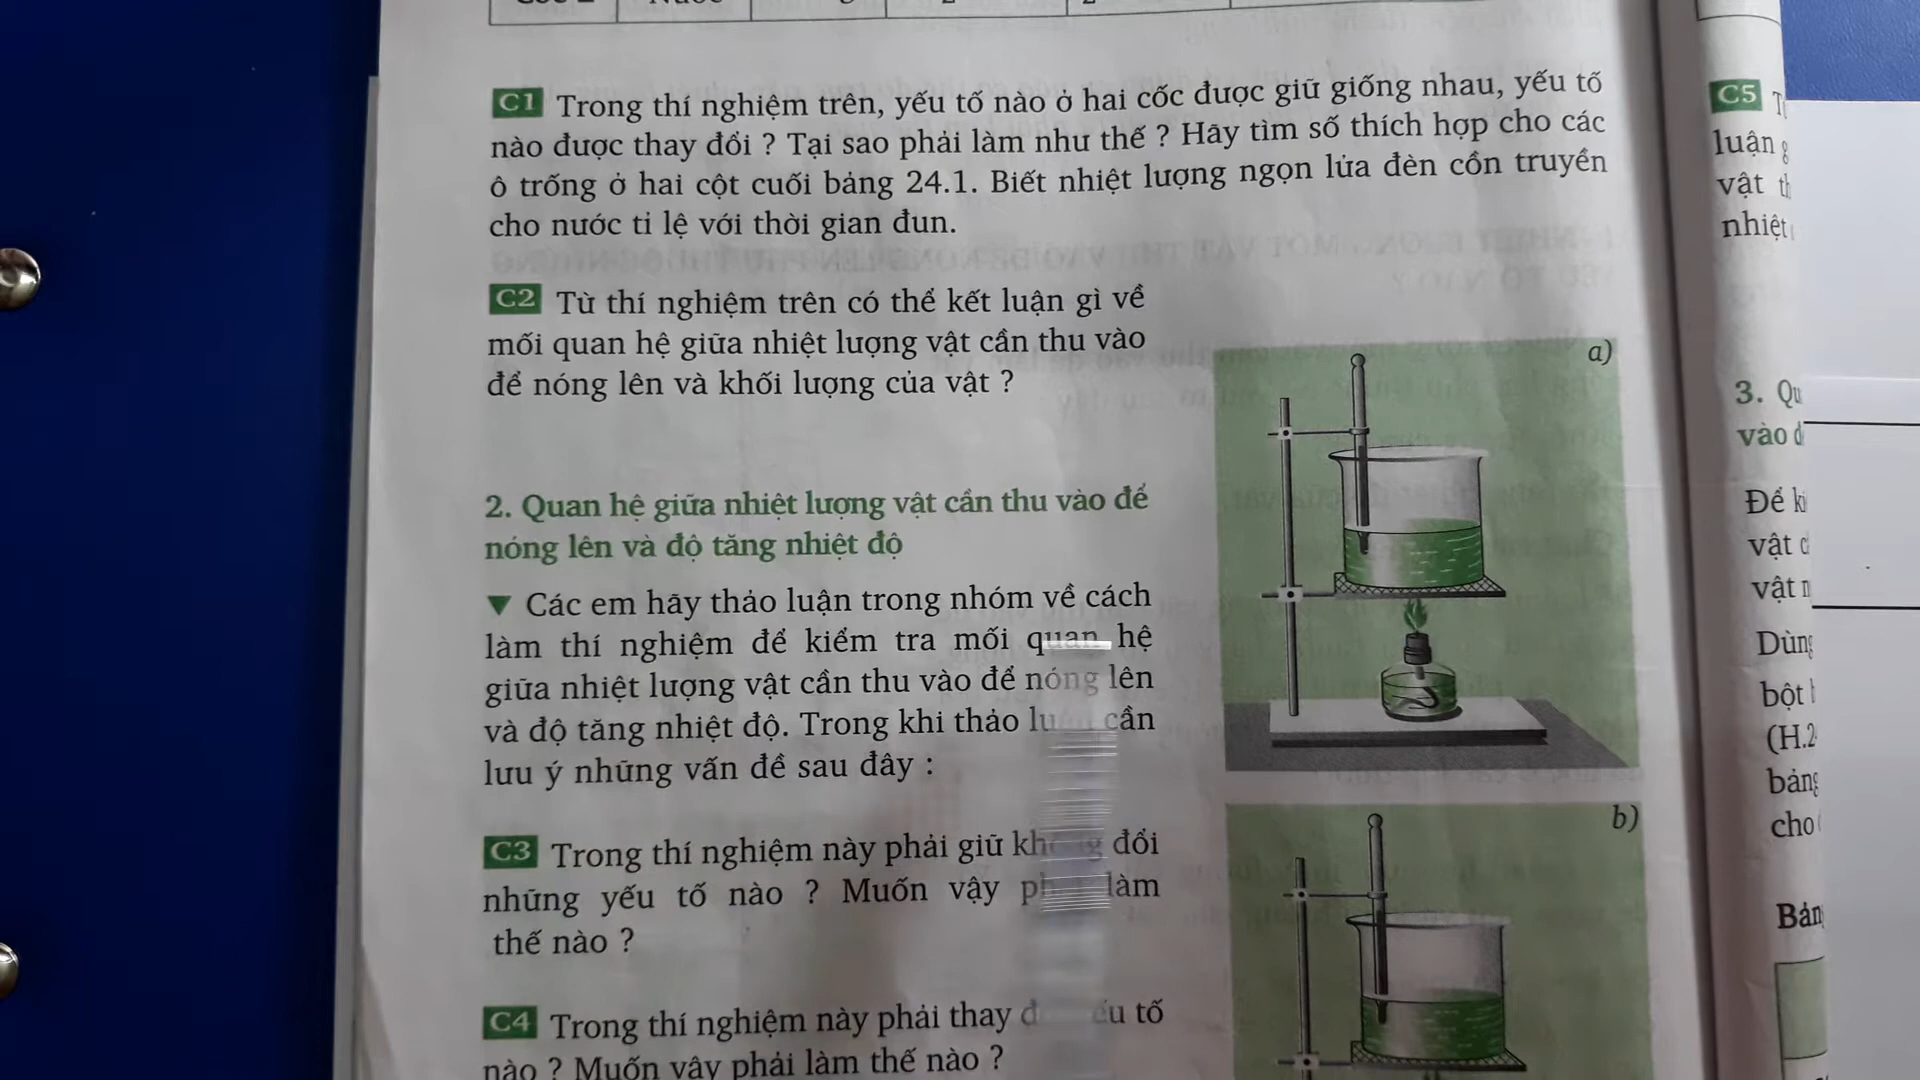 C1 Trong thí nghiệm trên, yếu tố nào ở hai cốc được giữ giống nhau, yếu tố
nào được thay đổi ? Tại sao phải làm như thế ? Hãy tìm số thích hợp cho các
ô trống ở hai cột cuối bảng 24.1. Biết nhiệt lượng ngọn lửa đèn cồn truyền
cho nước tỉ lệ với thời gian đun.
C2 Từ thí nghiệm trên có thể kết luận gì về
mối quan hệ giữa nhiệt lượng vật cần thu vào
để nóng lên và khối lượng của vật ?
a)
2. Quan hệ giữa nhiệt lượng vật cần thu vào để
nóng lên và độ tăng nhiệt độ
▼ Các em hãy thảo luận trong nhóm về cách
làm thí nghiệm để kiểm tra mối quan hệ
giữa nhiệt lượng vật cần thu vào để nóng lên
và độ tăng nhiệt độ. Trong khi thảo cần
lưu ý những vấn đề sau đây :
b)
C3 Trong thí nghiệm này phải giữ đổi
những yếu tố nào ? Muốn vậy làm
thế nào ?
C4 Trong thí nghiệm này phải thay tố
nào ? Muốn vậy phải làm thế nào ?
C5
luận
vật
nhiệt
3.
vào
Để
vật
vật
Dùng
bột
(H.2
bảng
cho